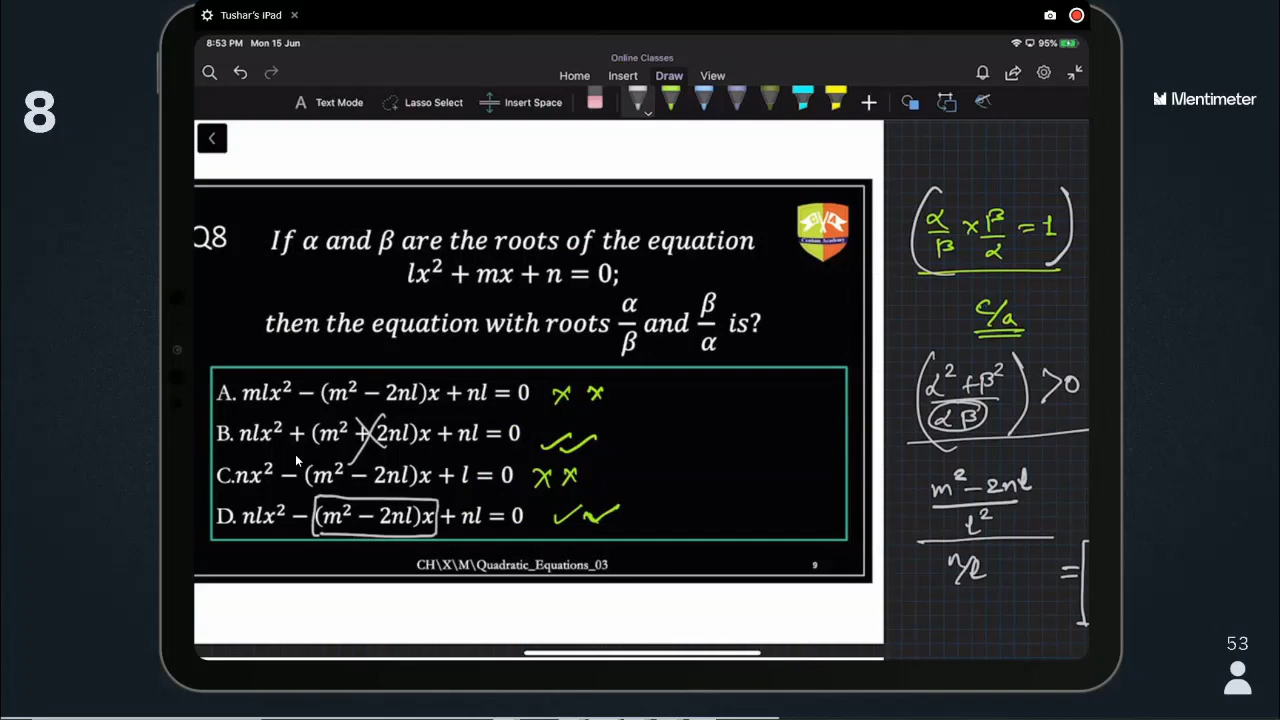 Tushar's iPad ×
8:53 PM Mon 15 Jun
95%
Online Classes
Home Insert Draw View
Text Mode Lasso Select Insert Space
8
Mentimeter
Q8
If α and β are the roots of the equation
lx² + mx + n = 0;
then the equation with roots α/β and β/α is?
A. mlx² − (m² − 2nl)x + nl = 0 × ×
B. nlx² + (m² + 2nl)x + nl = 0 ✓✓
C.nx² − (m² − 2nl)x + l = 0 × ×
D. nlx² − (m² − 2nl)x + nl = 0 ✓ ✓
CH\X\M\Quadratic_Equations_03
9
(α/β × β/α = 1)
c/a
(α² + β² / αβ) > 0
m² − 2nl
l²
n/l =
53